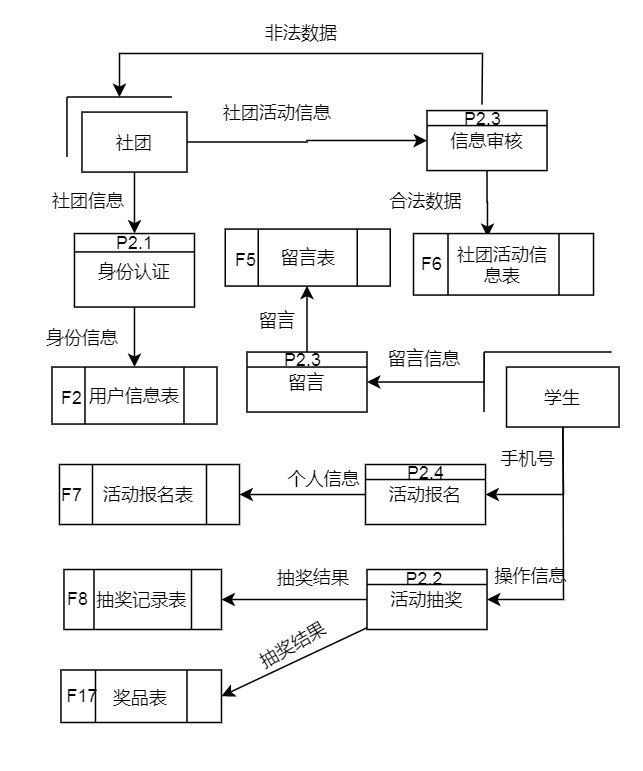 非法数据
社团活动信息
P2.3
社团
信息审核
社团信息
合法数据
P2.1
身份认证
F5
留言表
F6
社团活动信
息表
留言
身份信息
P2.3
留言
留言信息
F2
用户信息表
学生
手机号
个人信息
P2.4
活动报名
F7
活动报名表
操作信息
抽奖结果
P2.2
活动抽奖
F8
抽奖记录表
抽奖结果
F17
奖品表